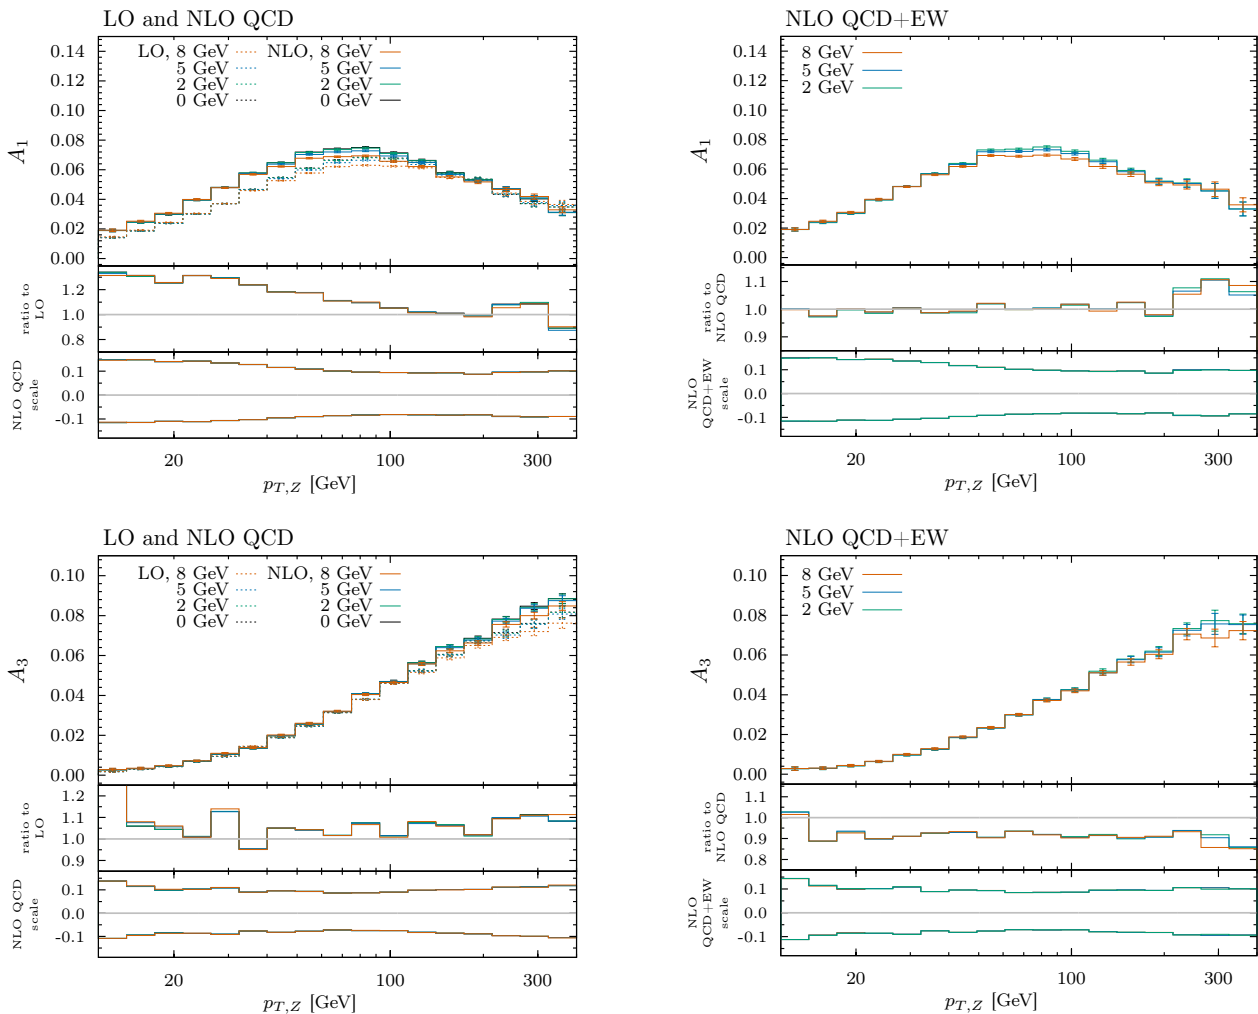 LO and NLO QCD
0.14
0.12
0.10
0.08
0.06
0.04
0.02
0.00
A1
LO, 8 GeV NLO, 8 GeV
5 GeV 5 GeV
2 GeV 2 GeV
0 GeV 0 GeV
1.2
1.0
0.8
ratio to
LO
0.1
0.0
-0.1
NLO QCD
scale
20 100 300
pT,Z [GeV]
NLO QCD+EW
0.14
0.12
0.10
0.08
0.06
0.04
0.02
0.00
A1
8 GeV
5 GeV
2 GeV
1.1
1.0
0.9
ratio to
NLO QCD
0.1
0.0
-0.1
NLO
QCD+EW
scale
20 100 300
pT,Z [GeV]
LO and NLO QCD
0.10
0.08
0.06
0.04
0.02
0.00
A3
LO, 8 GeV NLO, 8 GeV
5 GeV 5 GeV
2 GeV 2 GeV
0 GeV 0 GeV
1.2
1.1
1.0
0.9
ratio to
LO
0.1
0.0
-0.1
NLO QCD
scale
20 100 300
pT,Z [GeV]
NLO QCD+EW
0.10
0.08
0.06
0.04
0.02
0.00
A3
8 GeV
5 GeV
2 GeV
1.1
1.0
0.9
0.8
ratio to
NLO QCD
0.1
0.0
-0.1
NLO
QCD+EW
scale
20 100 300
pT,Z [GeV]